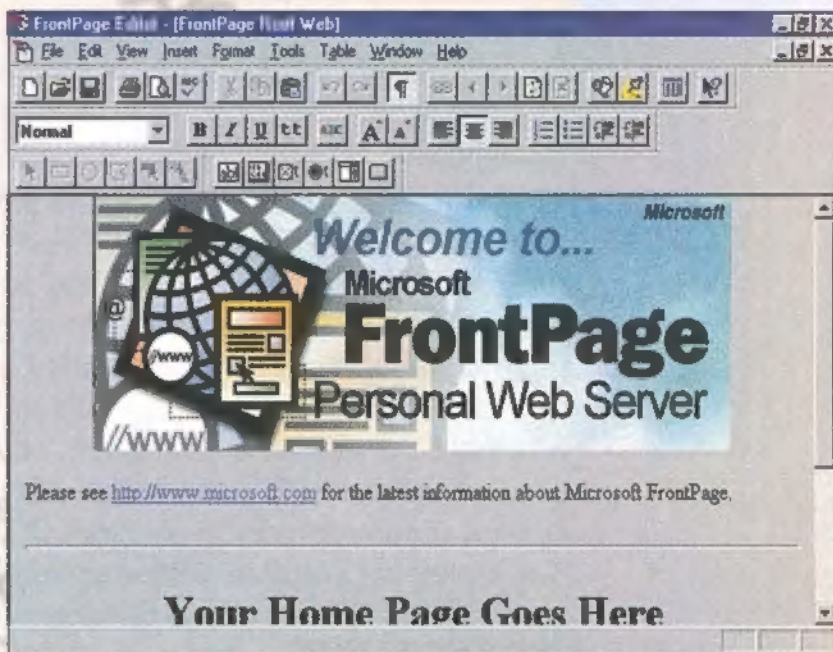 FrontPage Editor - [FrontPage Root Web]
File Edit View Insert Format Tools Table Window Help
Normal
Microsoft
Welcome to...
Microsoft
FrontPage
Personal Web Server
@
//www
//www
Please see http://www.microsoft.com for the latest information about Microsoft FrontPage.
Your Home Page Goes Here